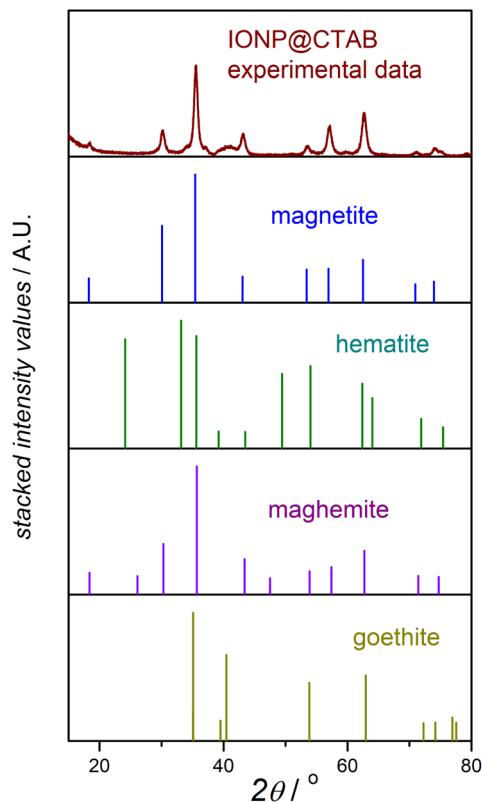 IONP@CTAB
experimental data
magnetite
hematite
maghemite
goethite
stacked intensity values / A.U.
20 40 60 80
2θ / °